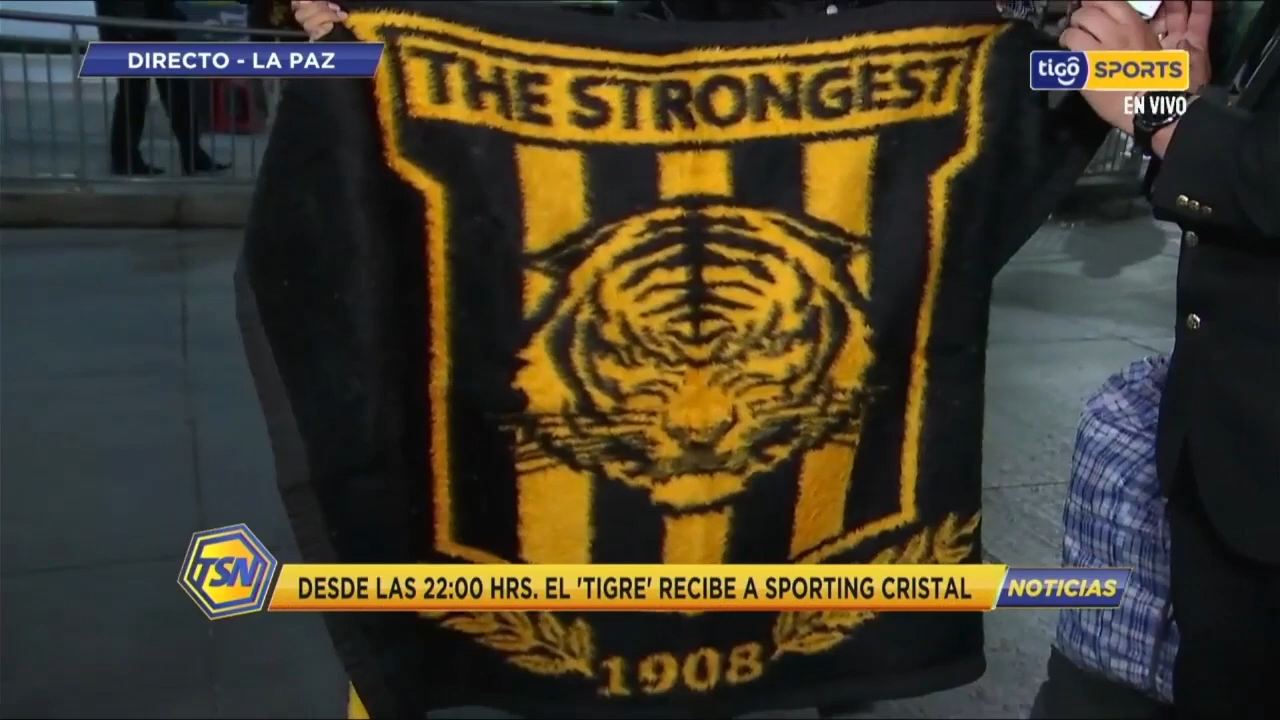 DIRECTO - LA PAZ
tigo SPORTS
EN VIVO
THE STRONGEST
TSN
DESDE LAS 22:00 HRS. EL 'TIGRE' RECIBE A SPORTING CRISTAL
NOTICIAS
1908